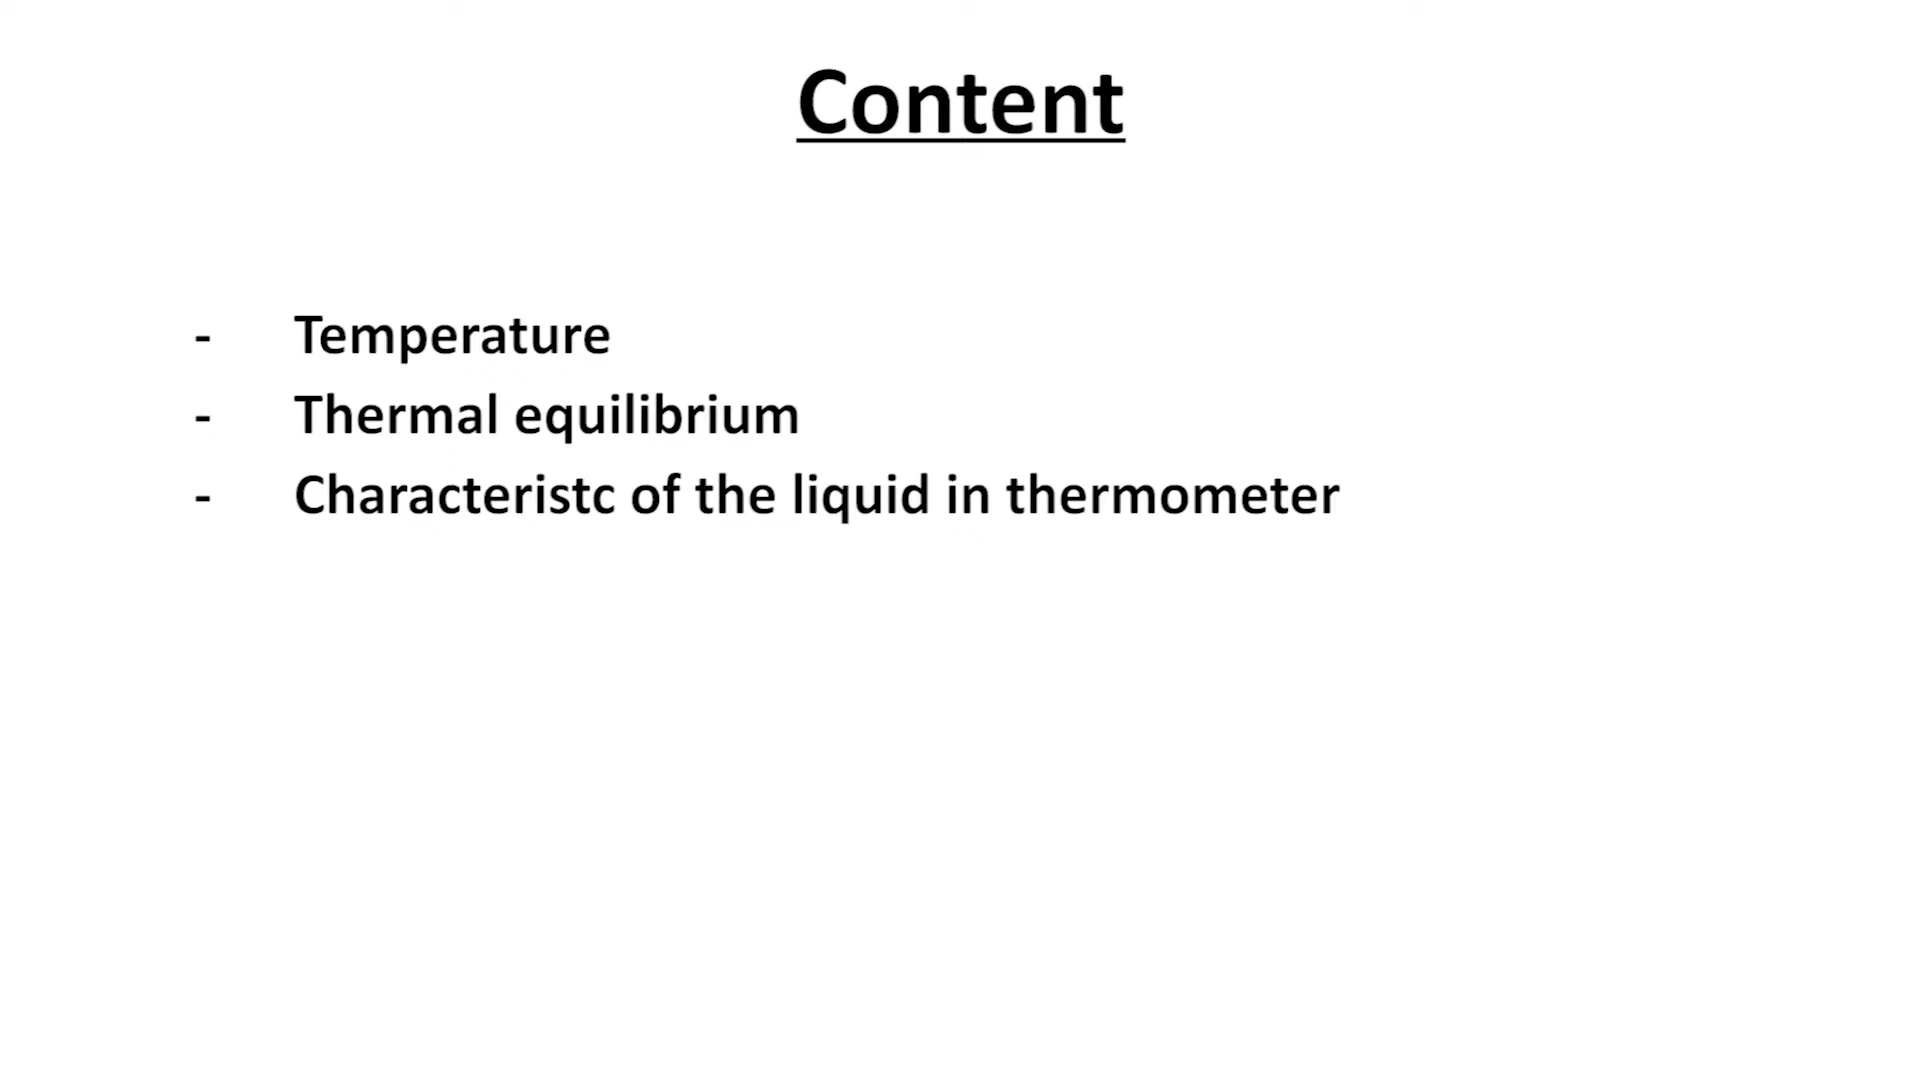 Content
- Temperature
- Thermal equilibrium
- Characteristc of the liquid in thermometer